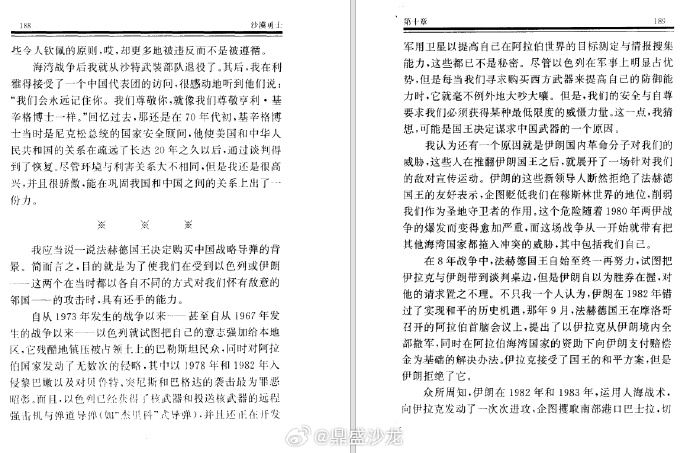 188
沙漠勇士
些令人钦佩的原则,哎,却更多地被违反而不是被遵循。
海湾战争后我就从沙特武装部队退役了。其后,我在利
雅得接受了一个中国代表团的访问,很感动地听到他们说:
“我们会永远记住你。我们尊敬你,就像我们尊敬亨利·基
辛格博士一样。”回忆过去,那还是在 70 年代初,基辛格博
士当时是尼克松总统的国家安全顾问,他使美国和中华人
民共和国的关系在疏远了长达 20 年之久以后,通过谈判得
到了恢复。尽管环境与利害关系大不相同,但是我还是很高
兴,并且很骄傲,能在巩固我国和中国之间的关系上出了一
份力。
※ ※ ※
我应当说一说法赫德国王决定购买中国战略导弹的背
景。简而言之,目的就是为了使我们在受到以色列或伊朗
——这两个在当时都以各自不同的方式对我们怀有敌意的
邻国——的攻击时,具有还手的能力。
自从 1973 年发生的战争以来——甚至自从 1967 年发
生的战争以来——以色列就试图把自己的意志强加给本地
区,它残酷地镇压被占领土上的巴勒斯坦民众,同时对阿拉
伯国家发动了无数次的侵略,其中以 1978 年和 1982 年入
侵黎巴嫩以及对贝鲁特、突尼斯和巴格达的袭击最为罪恶
昭彰。而且,以色列已经获得了核武器和投送核武器的远程
强击机与弹道导弹(如“杰里科”式导弹),并且还正在开发
第十章
189
军用卫星以提高自己在阿拉伯世界的目标测定与情报搜集
能力,这些都已不是秘密。尽管以色列在军事上明显占优
势,但是每当我们寻求购买西方武器来提高自己的防御能
力时,它就毫不例外地大吵大嚷。但是,我们的安全与自尊
要求我们必须获得某种最低限度的威慑力量。这一点,我猜
想,可能是国王决定谋求中国武器的一个原因。
我认为还有一个原因就是伊朗国内革命分子对我们的
威胁,这些人在推翻伊朗国王之后,就展开了一场针对我们
的敌对宣传运动。伊朗的这些新领导人断然拒绝了法赫德
国王的友好表示,企图贬低我们在穆斯林世界的地位,削弱
我们作为圣地守卫者的作用。这个危险随着 1980 年两伊战
争的爆发而变得愈加严重,而这场战争从一开始就带有把
其他海湾国家都拖入冲突的威胁,其中包括我们自己。
在 8 年战争中,法赫德国王自始至终一再努力,试图把
伊拉克与伊朗带到谈判桌边,但是伊朗自以为胜券在握,对
他的请求置之不理。不只我一个人认为,伊朗在 1982 年错
过了实现和平的历史机遇,那年 9 月,法赫德国王在摩洛哥
召开的阿拉伯首脑会议上,提出了以伊拉克从伊朗境内全
部撤军,同时在阿拉伯海湾国家的资助下向伊朗支付赔偿
金为基础的解决办法。伊拉克接受了国王的和平方案,但是
伊朗拒绝了它。
众所周知,伊朗在 1982 年和 1983 年,运用人海战术,
向伊拉克发动了一次次进攻,企图攫取南部港口巴士拉,切
@鼎盛沙龙